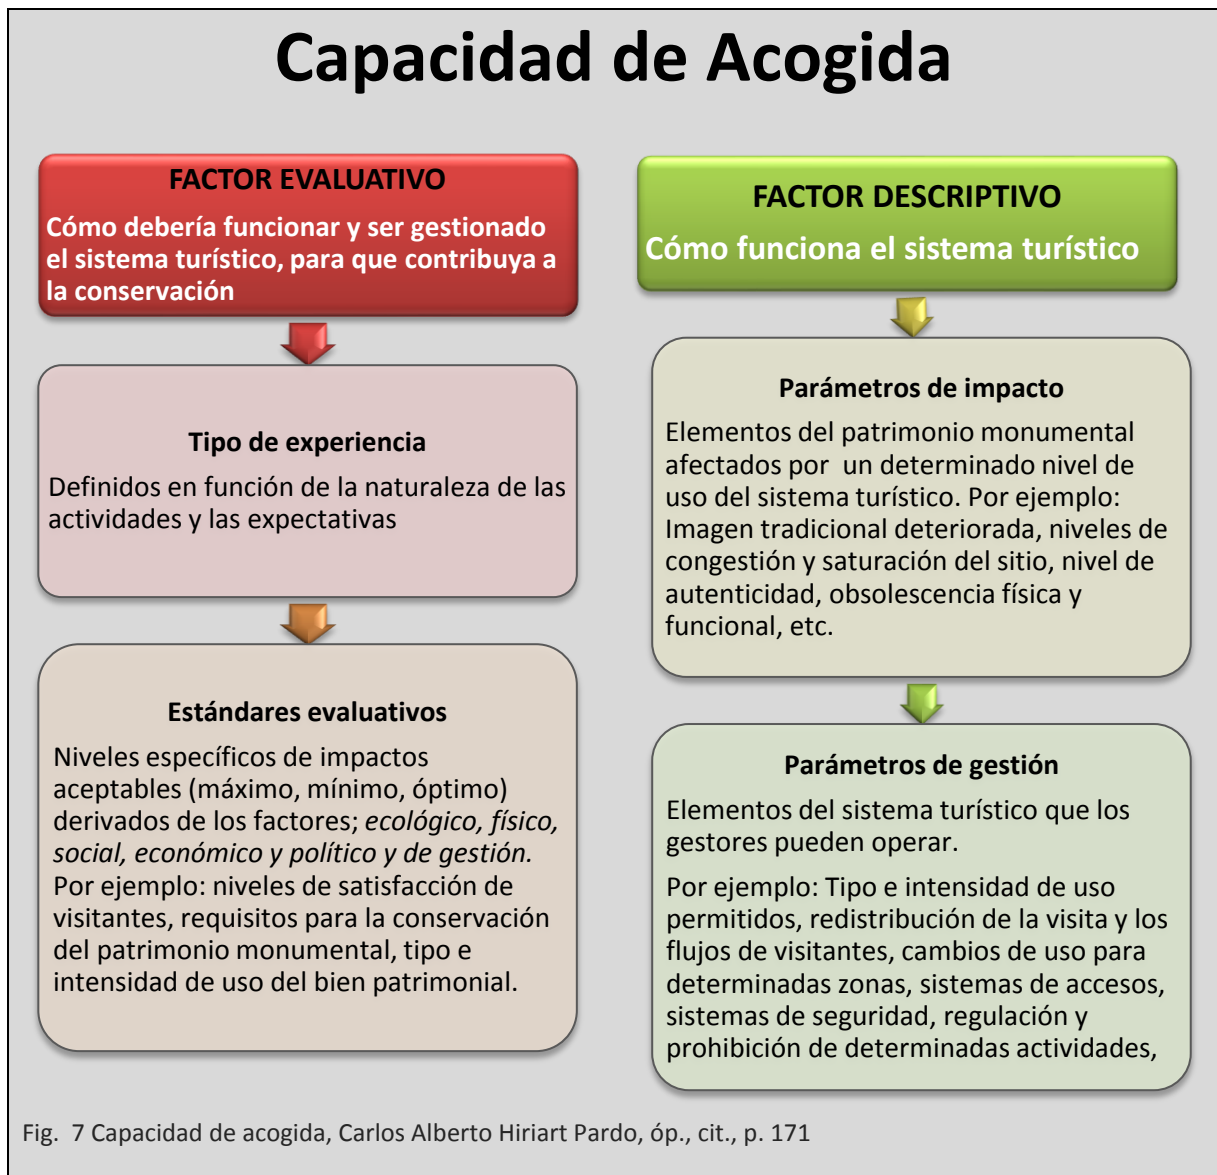 Capacidad de Acogida
FACTOR EVALUATIVO
Cómo debería funcionar y ser gestionado
el sistema turístico, para que contribuya a
la conservación
Tipo de experiencia
Definidos en función de la naturaleza de las
actividades y las expectativas
Estándares evaluativos
Niveles específicos de impactos
aceptables (máximo, mínimo, óptimo)
derivados de los factores; ecológico, físico,
social, económico y político y de gestión.
Por ejemplo: niveles de satisfacción de
visitantes, requisitos para la conservación
del patrimonio monumental, tipo e
intensidad de uso del bien patrimonial.
FACTOR DESCRIPTIVO
Cómo funciona el sistema turístico
Parámetros de impacto
Elementos del patrimonio monumental
afectados por  un determinado nivel de
uso del sistema turístico. Por ejemplo:
Imagen tradicional deteriorada, niveles de
congestión y saturación del sitio, nivel de
autenticidad, obsolescencia física y
funcional, etc.
Parámetros de gestión
Elementos del sistema turístico que los
gestores pueden operar.
Por ejemplo: Tipo e intensidad de uso
permitidos, redistribución de la visita y los
flujos de visitantes, cambios de uso para
determinadas zonas, sistemas de accesos,
sistemas de seguridad, regulación y
prohibición de determinadas actividades,
Fig.  7 Capacidad de acogida, Carlos Alberto Hiriart Pardo, óp., cit., p. 171